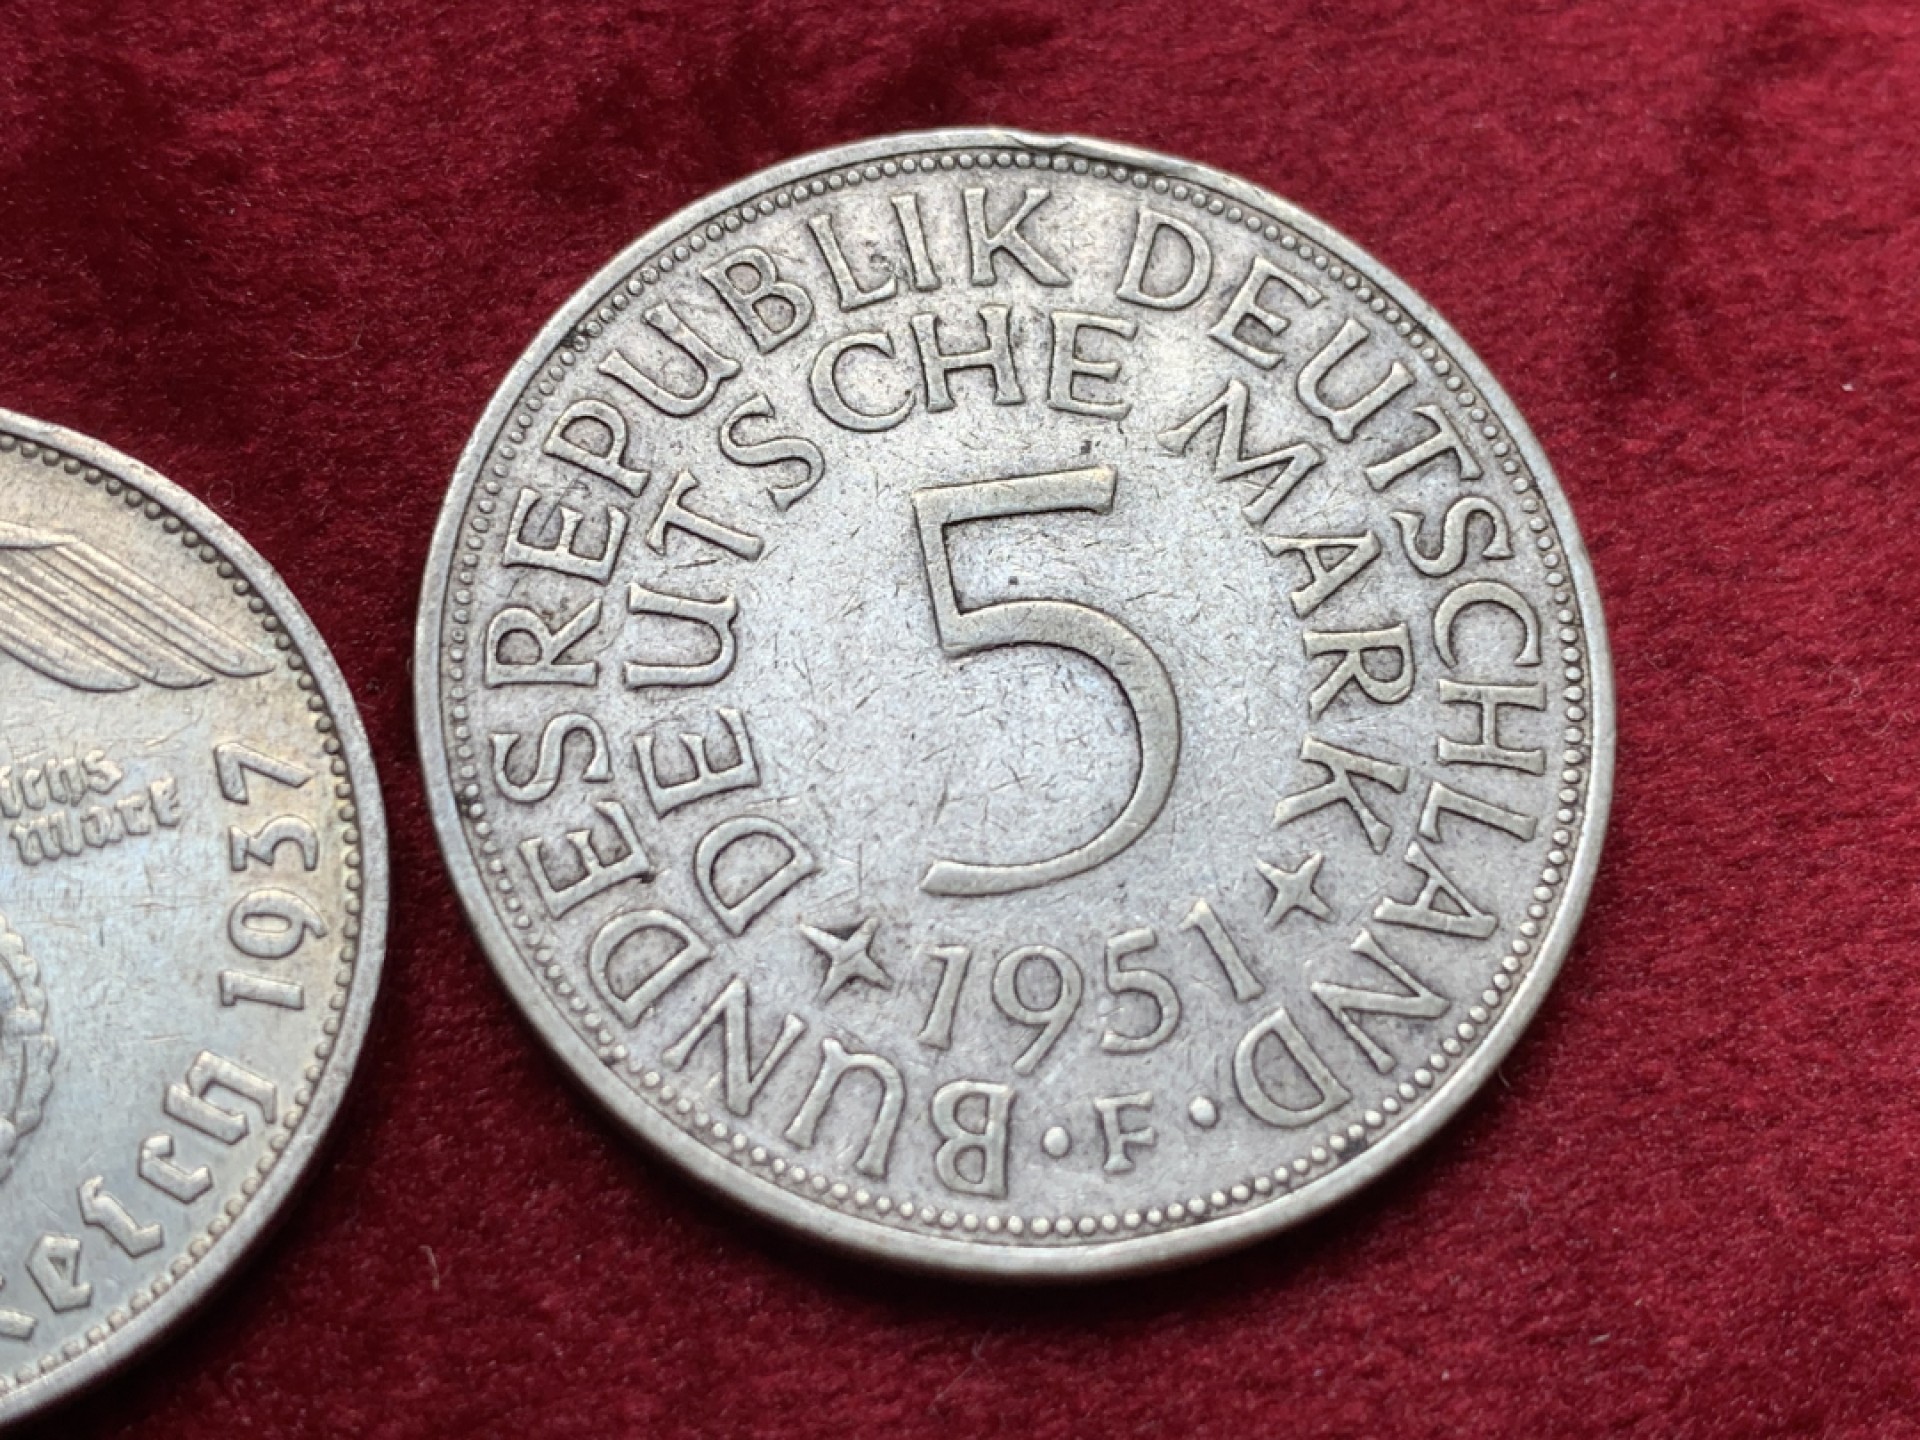 BUNDESREPUBLIK DEUTSCHLAND
DEUTSCHE MARK
5
1951
· F ·
1937